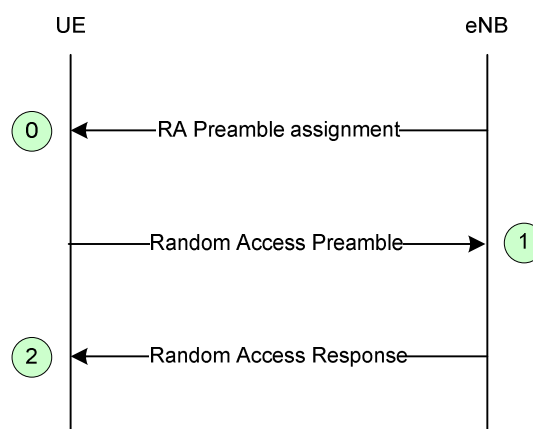 UE
eNB
0
RA Preamble assignment
Random Access Preamble
1
2
Random Access Response